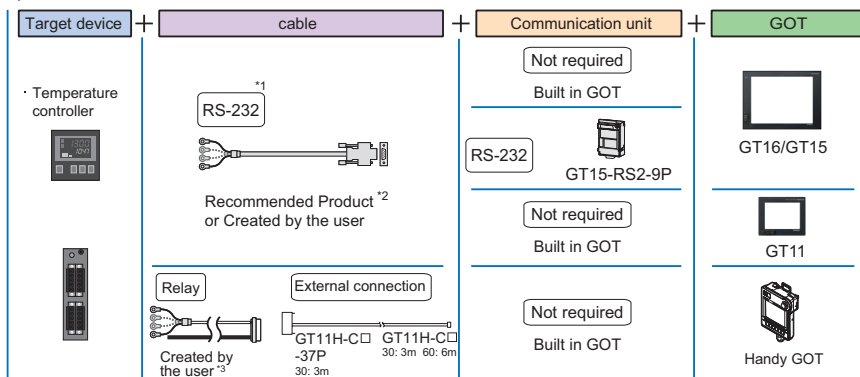 Target device + cable + Communication unit + GOT
· Temperature
controller
*1
RS-232
Recommended Product *2
or Created by the user
Not required
Built in GOT
RS-232
GT15-RS2-9P
GT16/GT15
Not required
Built in GOT
GT11
Relay
Created by
the user *3
External connection
GT11H-C□
-37P
30: 3m
GT11H-C□
30: 3m 60: 6m
Not required
Built in GOT
Handy GOT